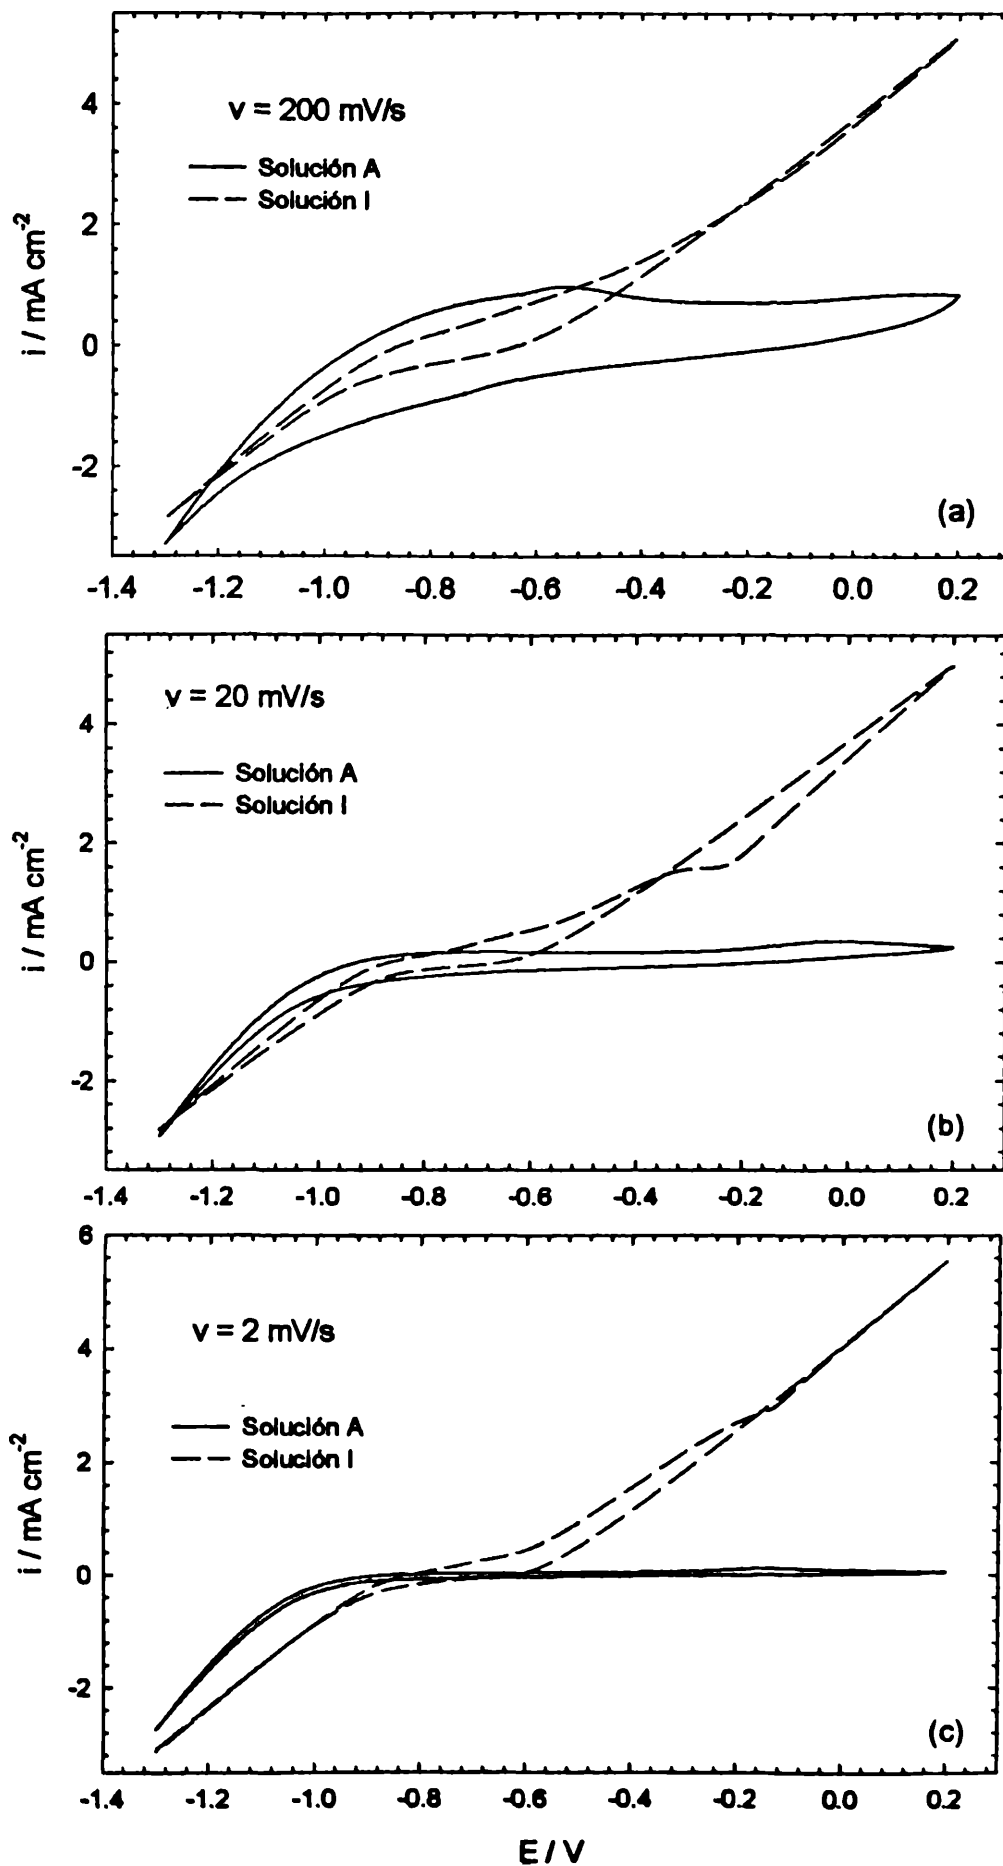 v = 200 mV/s
Solución A
Solución I
4
2
0
-2
i / mA cm-2
(a)
-1.4 -1.2 -1.0 -0.8 -0.6 -0.4 -0.2 0.0 0.2
v = 20 mV/s
Solución A
Solución I
4
2
0
-2
i / mA cm-2
(b)
-1.4 -1.2 -1.0 -0.8 -0.6 -0.4 -0.2 0.0 0.2
6
v = 2 mV/s
Solución A
Solución I
4
2
0
-2
i / mA cm-2
(c)
-1.4 -1.2 -1.0 -0.8 -0.6 -0.4 -0.2 0.0 0.2
E / V